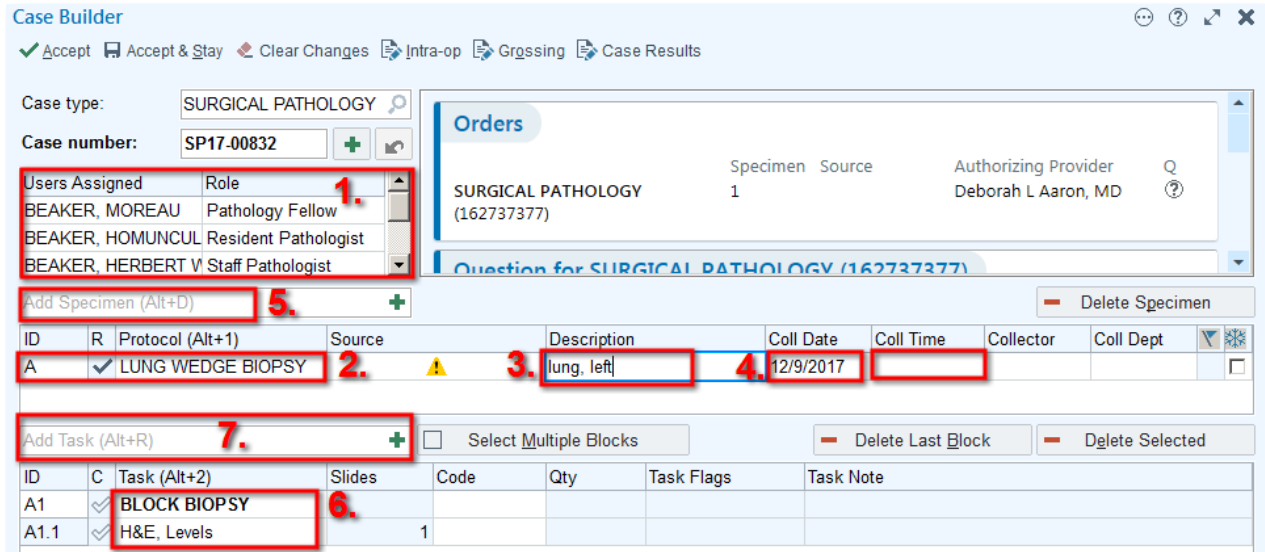 Case Builder
Accept Accept & Stay Clear Changes Intra-op Grossing Case Results
Case type: SURGICAL PATHOLOGY
Case number: SP17-00832
Users Assigned Role 1.
BEAKER, MOREAU Pathology Fellow
BEAKER, HOMUNCUL Resident Pathologist
BEAKER, HERBERT W Staff Pathologist
Orders
Specimen Source Authorizing Provider Q
SURGICAL PATHOLOGY 1 Deborah L Aaron, MD
(162737377)
Question for SURGICAL PATHOLOGY (162737377)
Add Specimen (Alt+D) 5. Delete Specimen
ID R Protocol (Alt+1) Source Description Coll Date Coll Time Collector Coll Dept
A LUNG WEDGE BIOPSY 2. 3. lung, left 4. 12/9/2017
Add Task (Alt+R) 7. Select Multiple Blocks Delete Last Block Delete Selected
ID C Task (Alt+2) Slides Code Qty Task Flags Task Note
A1 BLOCK BIOPSY 6.
A1.1 H&E, Levels 1